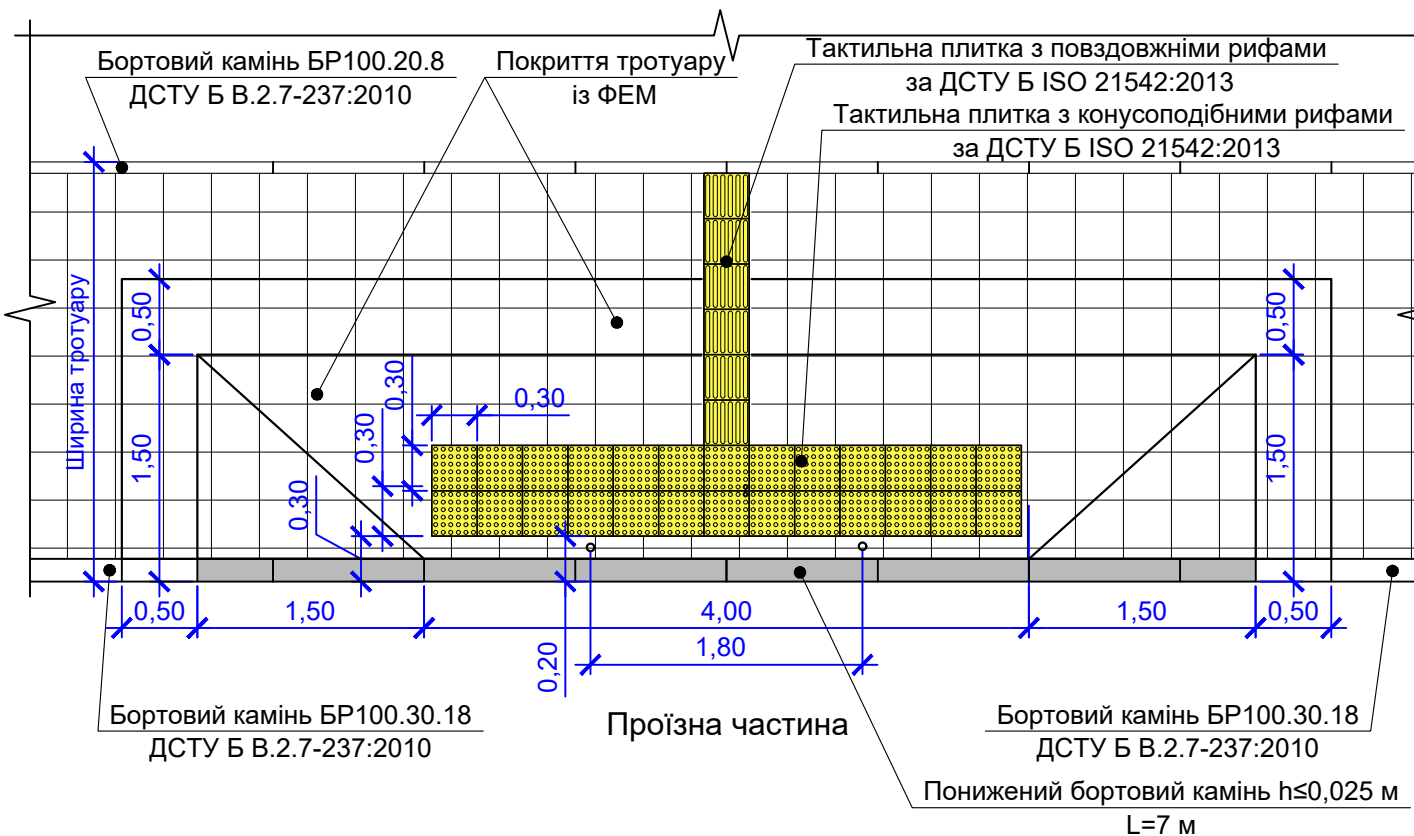 Бортовий камінь БР100.20.8
ДСТУ Б В.2.7-237:2010
Покриття тротуару
із ФЕМ
Тактильна плитка з повздовжніми рифами
за ДСТУ Б ISO 21542:2013
Тактильна плитка з конусоподібними рифами
за ДСТУ Б ISO 21542:2013
Ширина тротуару
0,50
1,50
0,30
0,30
0,30
0,30
0,50
1,50
0,50
1,50
4,00
1,50
0,50
1,80
0,20
Бортовий камінь БР100.30.18
ДСТУ Б В.2.7-237:2010
Проїзна частина
Бортовий камінь БР100.30.18
ДСТУ Б В.2.7-237:2010
Понижений бортовий камінь h≤0,025 м
L=7 м